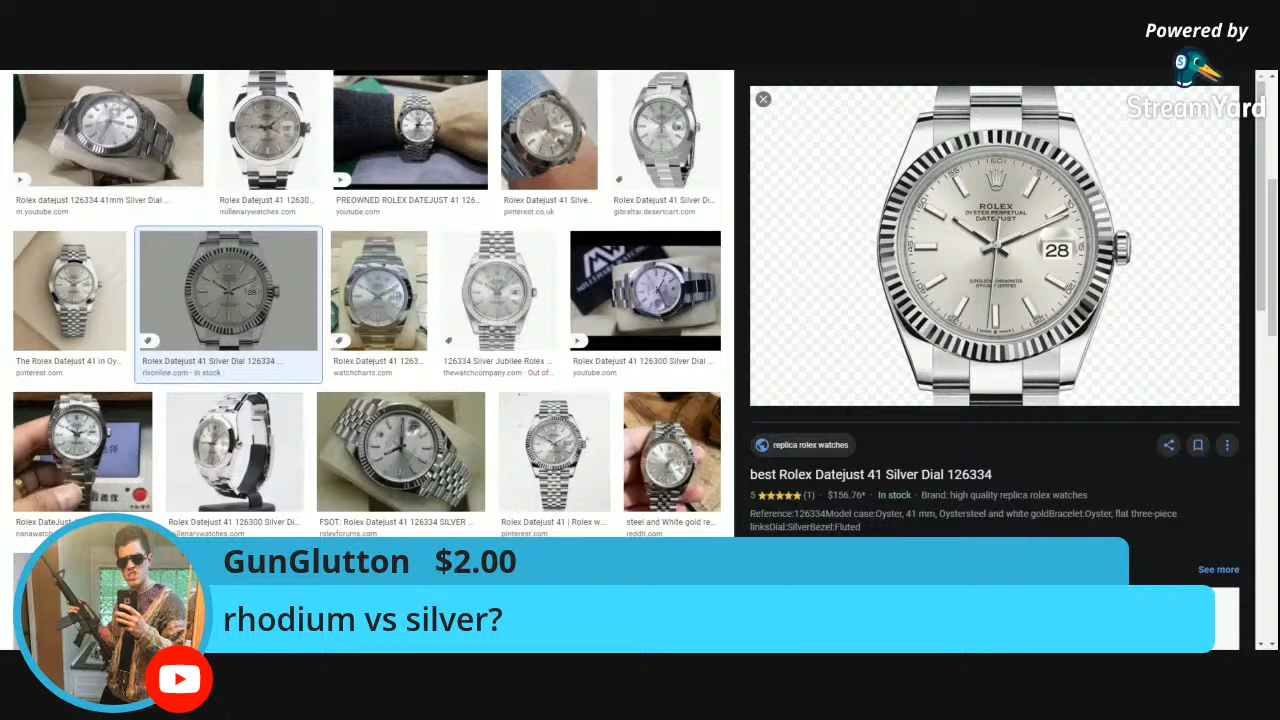 Powered by
StreamYard
Rolex datejust 126334 41mm Silver Dial ...
m.youtube.com
Rolex Datejust 41 12630...
millenarywatches.com
PREOWNED ROLEX DATEJUST 41 126...
youtube.com
Rolex Datejust 41 Silve...
pinterest.co.uk
Rolex Datejust 41 Silver Di...
gibraltar.desertcart.com
The Rolex Datejust 41 in Oy...
pinterest.com
Rolex Datejust 41 Silver Dial 126334 ...
rlxonline.com · In stock
Rolex Datejust 41 1263...
watchcharts.com
126334 Silver Jubilee Rolex ...
thewatchcompany.com · Out of...
Rolex Datejust 41 126300 Silver Dial ...
youtube.com
Rolex DateJust
Rolex Datejust 41 126300 Silver Di...
millenarywatches.com
FSOT: Rolex Datejust 41 126334 SILVER ...
rolexforums.com
Rolex Datejust 41 | Rolex w...
pinterest.com
steel and White gold re...
reddit.com
ROLEX
OYSTER PERPETUAL
DATEJUST
28
SUPERLATIVE CHRONOMETER
OFFICIALLY CERTIFIED
replica rolex watches
best Rolex Datejust 41 Silver Dial 126334
5 ★★★★★ (1) · $156.76* · In stock · Brand: high quality replica rolex watches
Reference:126334Model case:Oyster, 41 mm, Oystersteel and white goldBracelet:Oyster, flat three-piece
linksDial:SilverBezel:Fluted
See more
GunGlutton $2.00
rhodium vs silver?